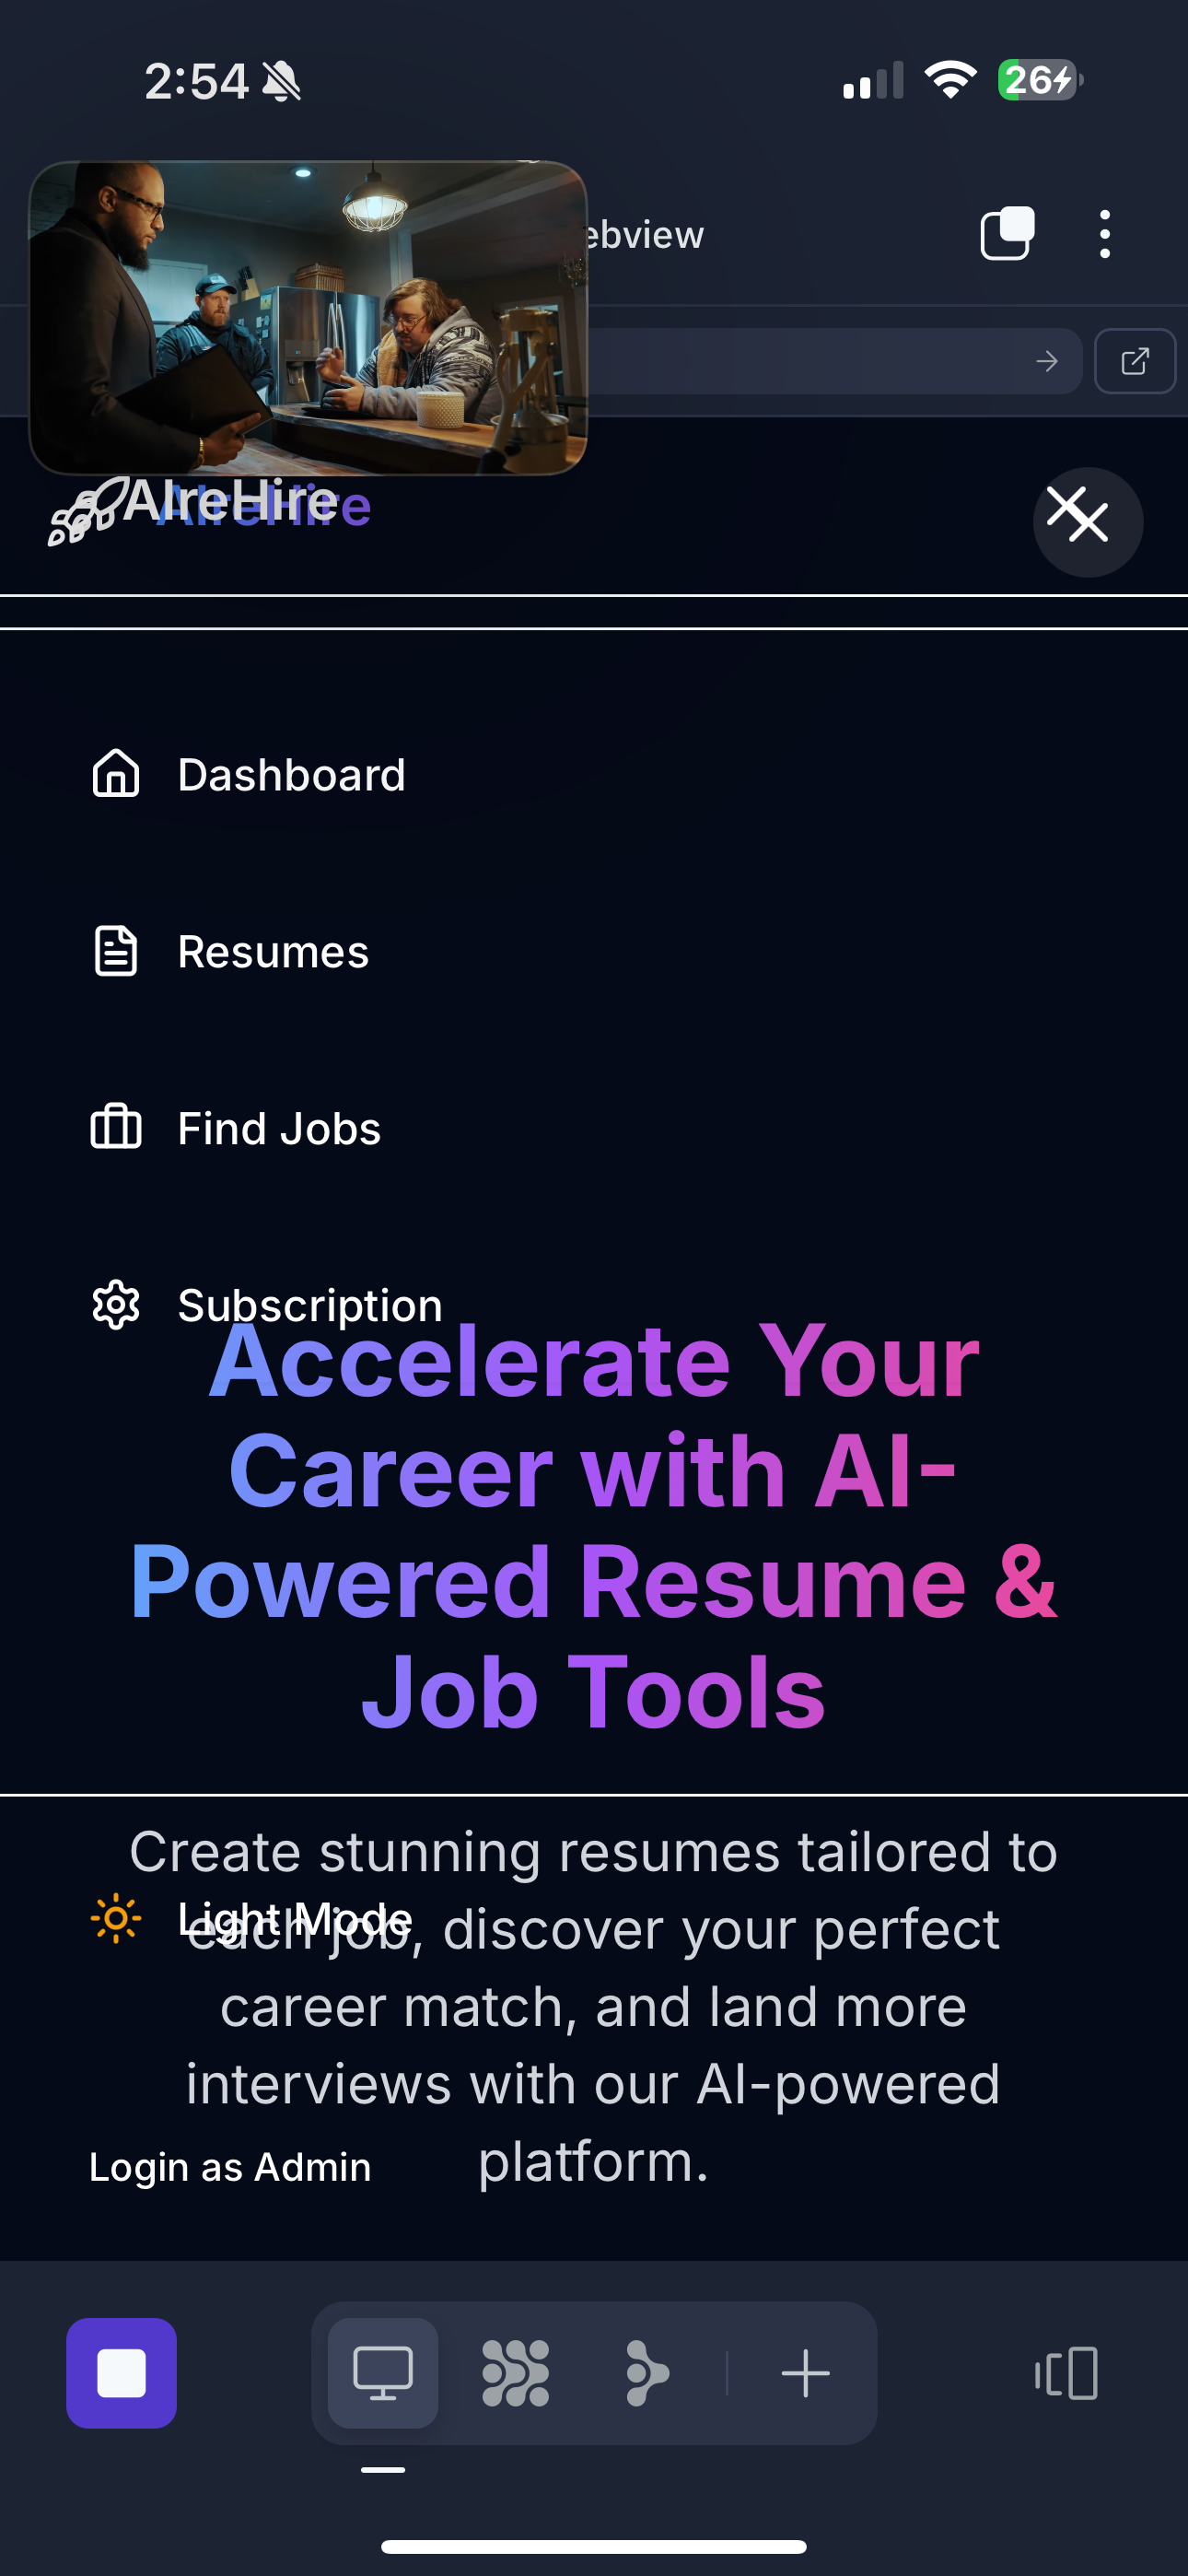 2:54
26
ebview
AIreHire
AIreHire
Dashboard
Resumes
Find Jobs
Subscription
Accelerate Your
Career with AI-
Powered Resume &
Job Tools
Create stunning resumes tailored to
Light Mode
each job, discover your perfect
career match, and land more
interviews with our AI-powered
platform.
Login as Admin